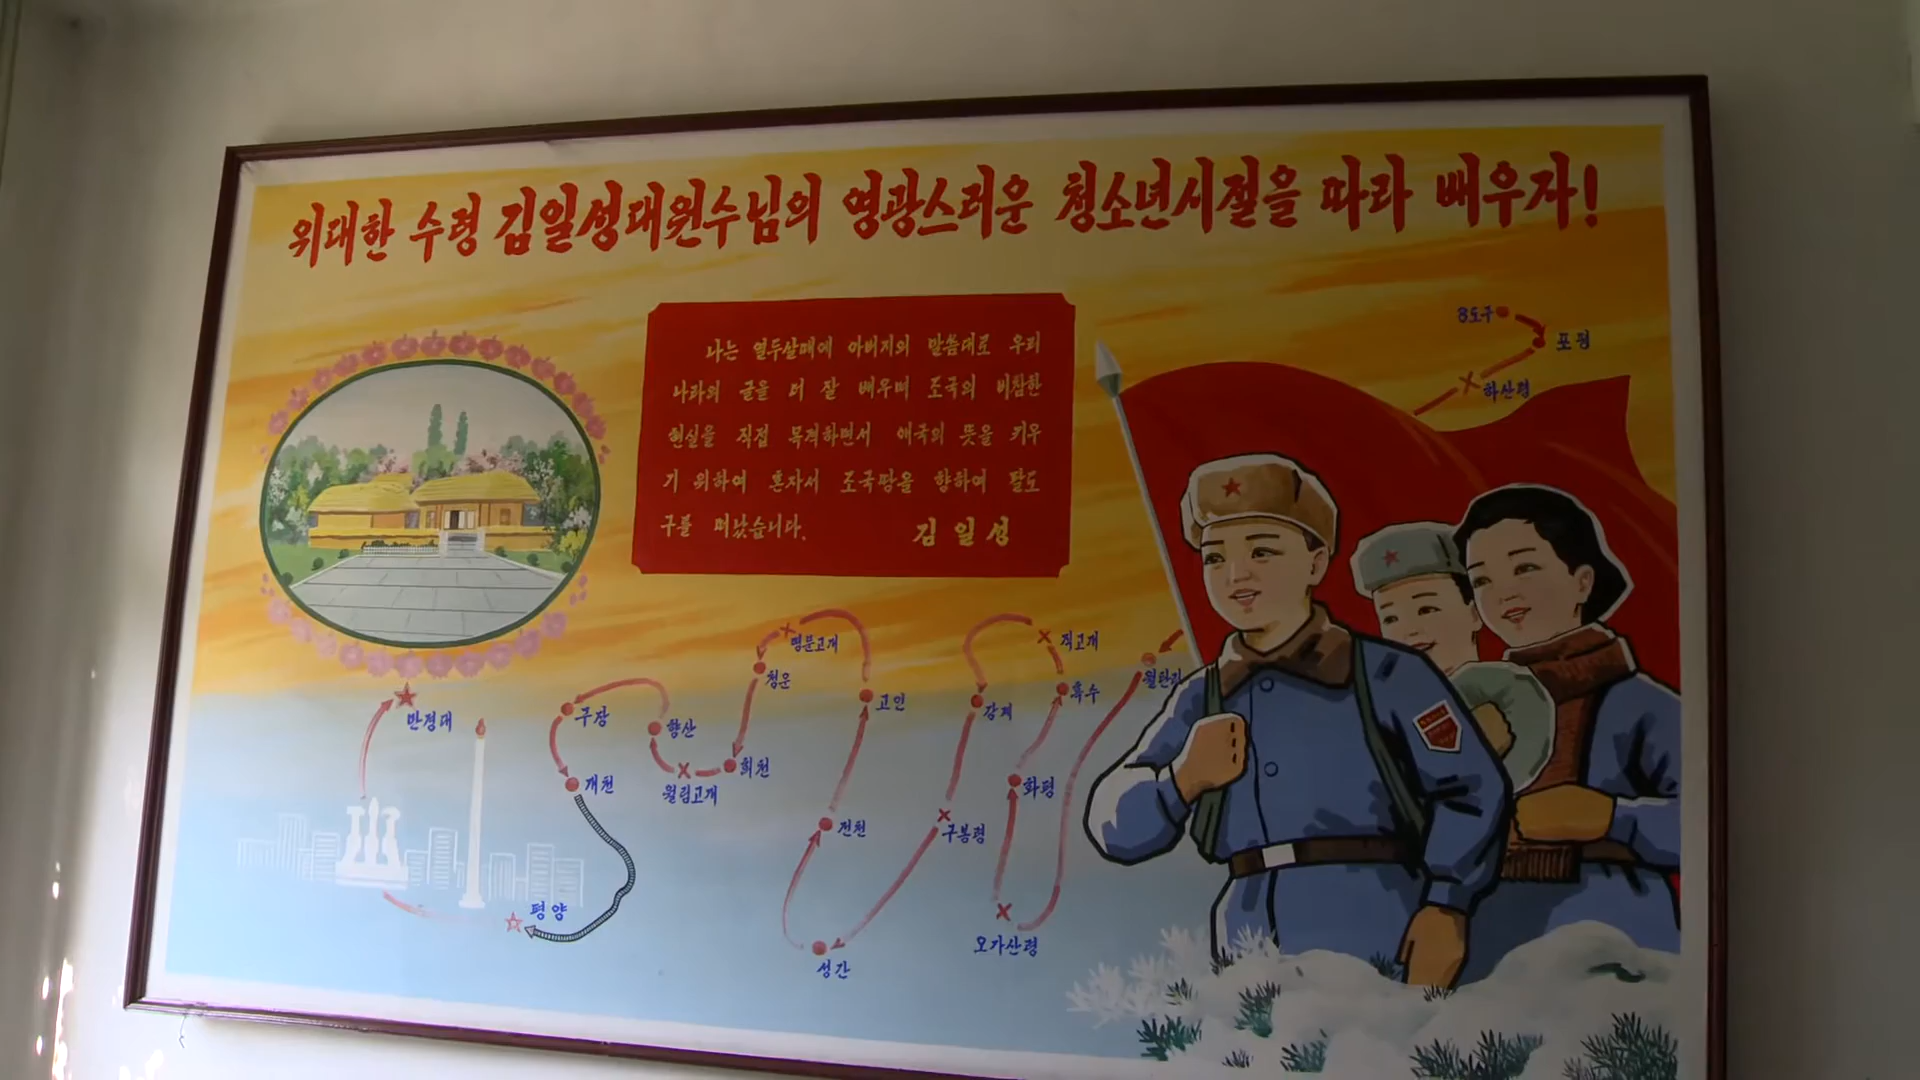 위대한 수령 김일성대원수님의 영광스러운 청소년시절을 따라 배우자!
나는 열두살때에 아버지의 말씀대로 우리
나라의 글을 더 잘 배우며 조국의 비참한
현실을 직접 목격하면서 애국의 뜻을 키우
기 위하여 혼자서 조국땅을 향하여 팔도
구를 떠났습니다.
김일성
8도구
포평
하산령
월탄리
직고개
흑수
화평
오가산령
강계
구봉령
성간
전천
고인
명문고개
청운
희천
월림고개
향산
구장
개천
평양
만경대